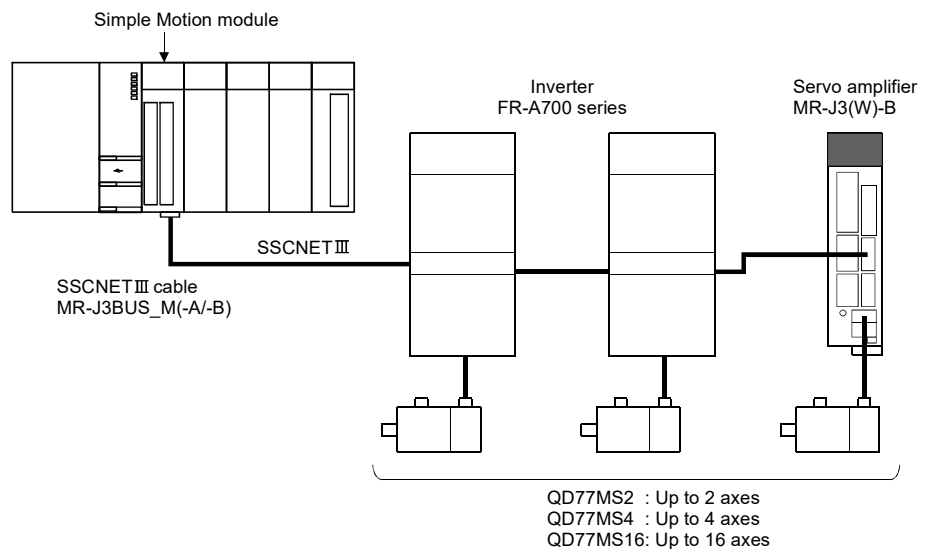 Simple Motion module
Inverter
FR-A700 series
Servo amplifier
MR-J3(W)-B
SSCNETⅢ
SSCNETⅢ cable
MR-J3BUS_M(-A/-B)
QD77MS2 : Up to 2 axes
QD77MS4 : Up to 4 axes
QD77MS16: Up to 16 axes